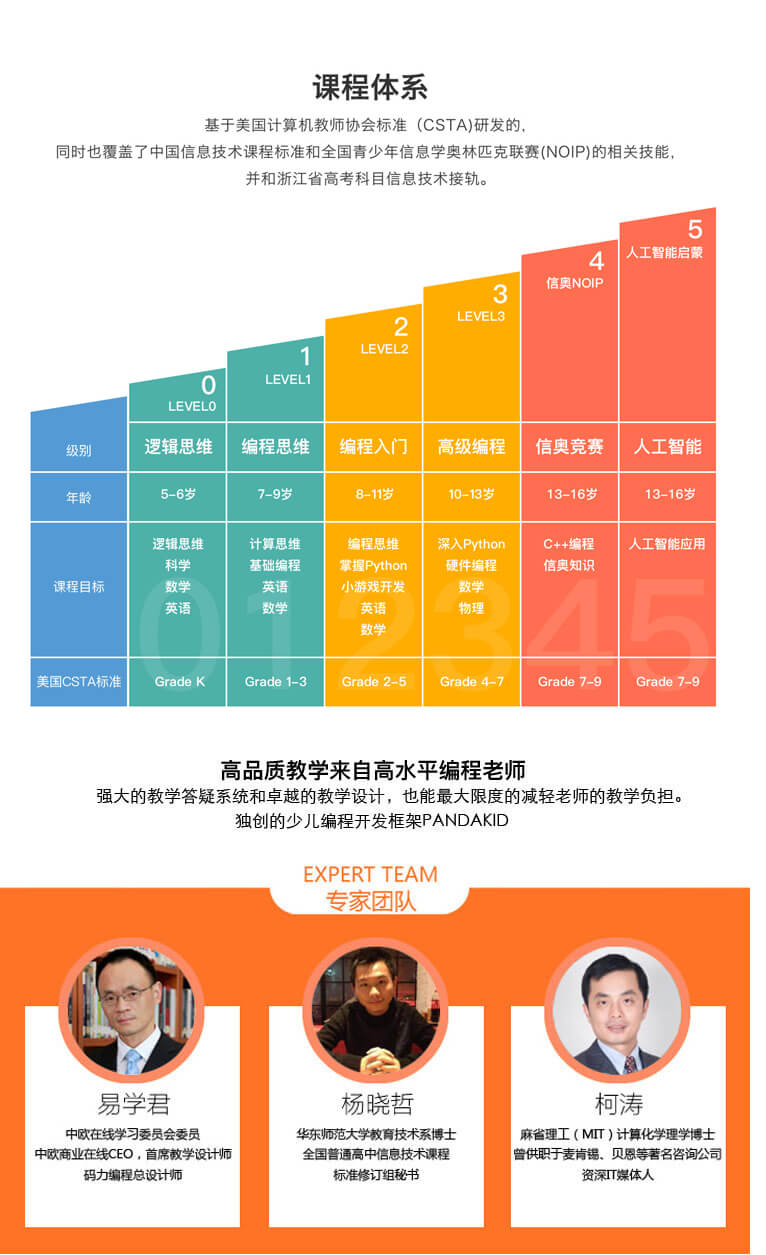 课程体系
基于美国计算机教师协会标准（CSTA)研发的,
同时也覆盖了中国信息技术课程标准和全国青少年信息学奥林匹克联赛(NOIP)的相关技能,
并和浙江省高考科目信息技术接轨。
0
LEVEL0
1
LEVEL1
2
LEVEL2
3
LEVEL3
4
信奥NOIP
5
人工智能启蒙
级别
逻辑思维
编程思维
编程入门
高级编程
信奥竞赛
人工智能
年龄
5-6岁
7-9岁
8-11岁
10-13岁
13-16岁
13-16岁
课程目标
逻辑思维
科学
数学
英语
计算思维
基础编程
英语
数学
编程思维
掌握Python
小游戏开发
英语
数学
深入Python
硬件编程
数学
物理
C++编程
信奥知识
人工智能应用
012345
美国CSTA标准
Grade K
Grade 1-3
Grade 2-5
Grade 4-7
Grade 7-9
Grade 7-9
高品质教学来自高水平编程老师
强大的教学答疑系统和卓越的教学设计，也能最大限度的减轻老师的教学负担。
独创的少儿编程开发框架PANDAKID
EXPERT TEAM
专家团队
易学君
中欧在线学习委员会委员
中欧商业在线CEO，首席教学设计师
码力编程总设计师
杨晓哲
华东师范大学教育技术系博士
全国普通高中信息技术课程
标准修订组秘书
柯涛
麻省理工（MIT）计算化学理学博士
曾供职于麦肯锡、贝恩等著名咨询公司
资深IT媒体人